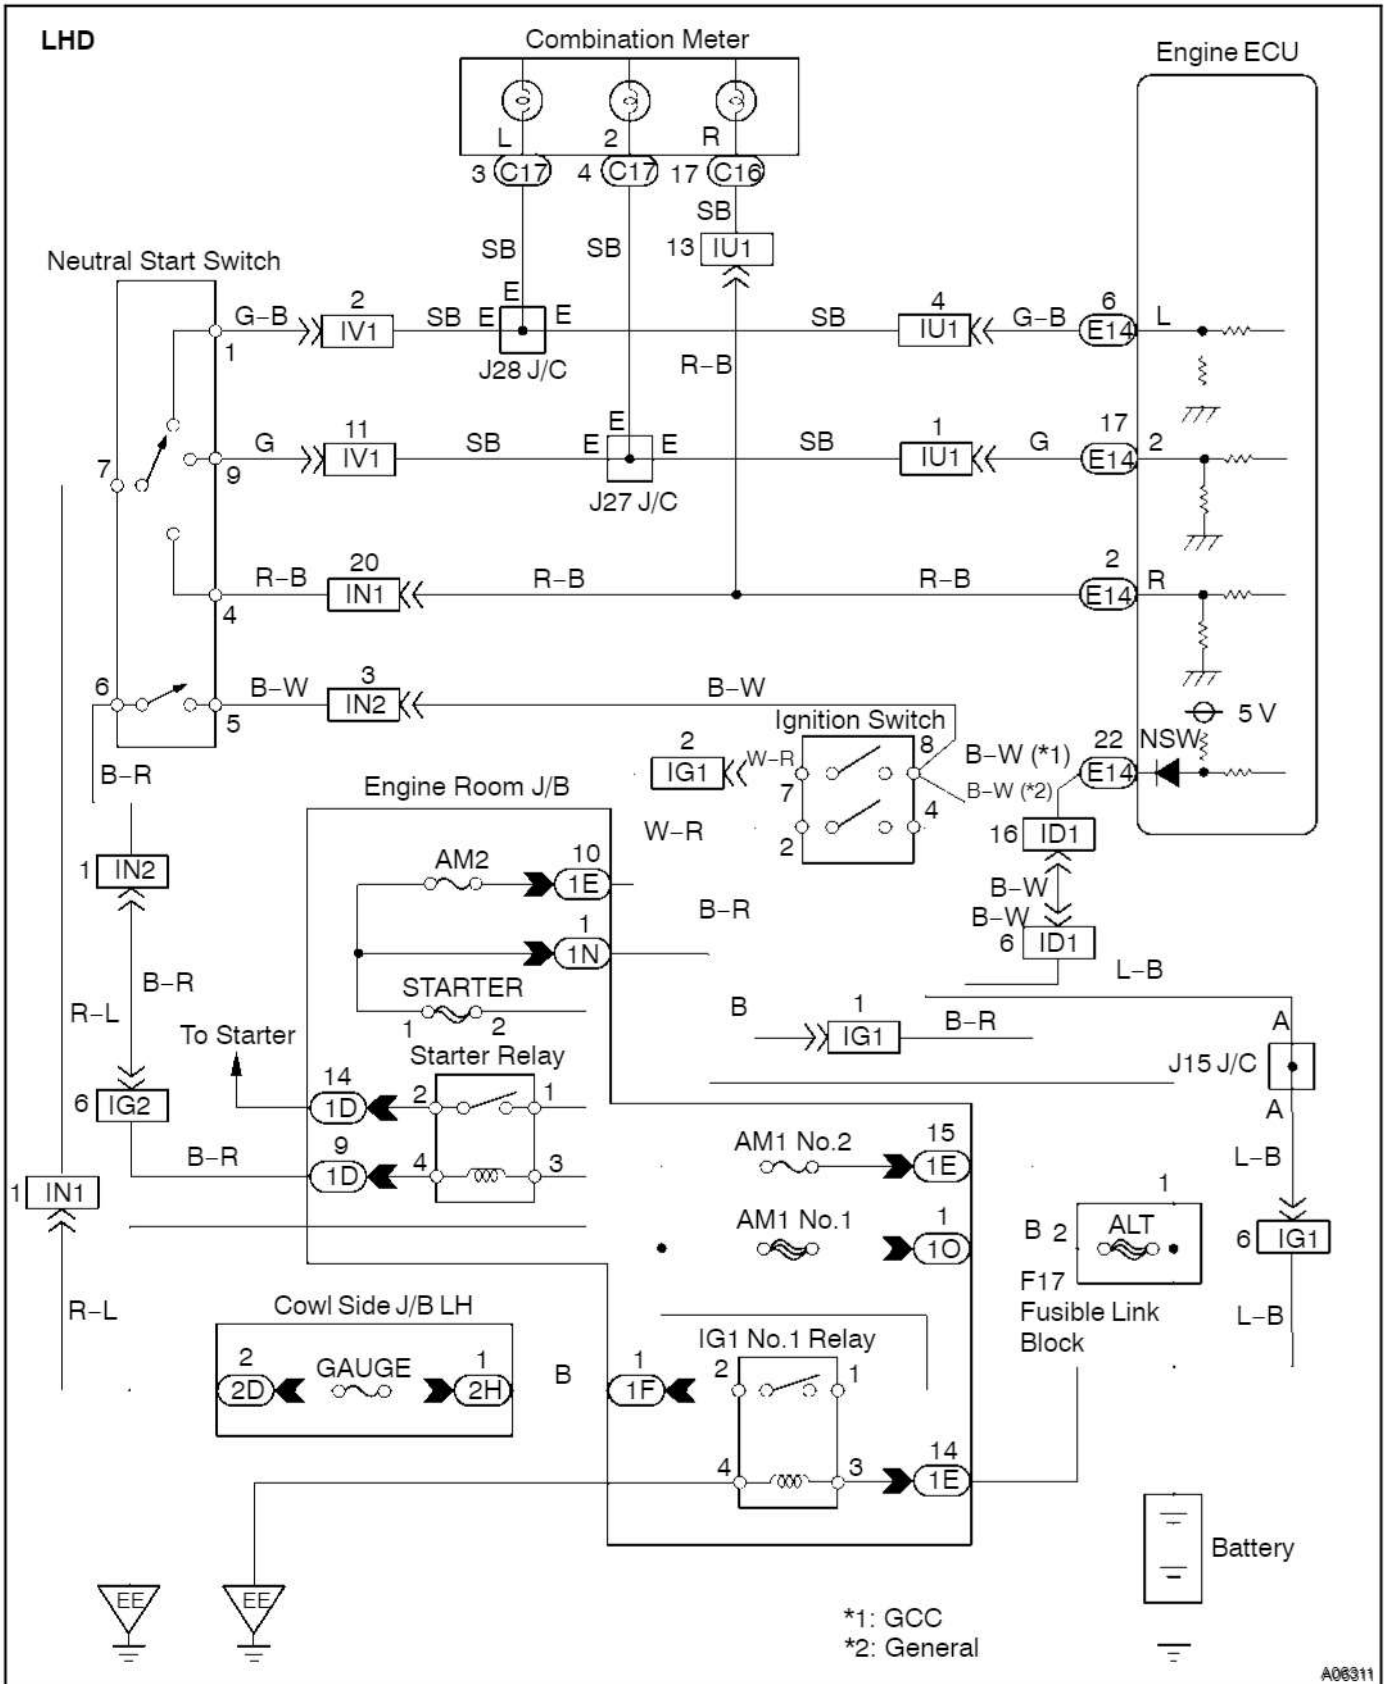 LHD
Combination Meter
Engine ECU
L 2 R
3 C17 4 C17 17 C16
SB
SB SB 13 IU1
Neutral Start Switch
2 E 4 6
G–B IV1 SB E E SB IU1 G–B E14 L
1
J28 J/C R–B
11 E 1 17
7 G IV1 SB E E SB IU1 G E14 2
9
J27 J/C
20 2
R–B IN1 R–B R–B E14 R
4
6 3
B–W IN2 B–W
5
5 V
Ignition Switch
2 8 22 NSW
IG1 W–R B–W (*1) E14
B–R 7 B–W (*2)
Engine Room J/B
W–R 4
2 16 ID1
AM2 10
1 IN2 1E B–W
B–R
1 B–W
1N 6 ID1
L–B
B–R STARTER
R–L 1 2 B 1 B–R A
IG1
To Starter Starter Relay J15 J/C
14 2 1
6 IG2 1D A
AM1 No.2 15
B–R 9 4 3 1E L–B
1D
1 IN1 1
AM1 No.1 1
B 2 ALT 6 IG1
1O
F17
R–L Cowl Side J/B LH Fusible Link L–B
Block
IG1 No.1 Relay
2 GAUGE 1 B 1 2 1
2D 2H 1F
4 3 14
1E
Battery
EE EE
*1: GCC
*2: General
A06311